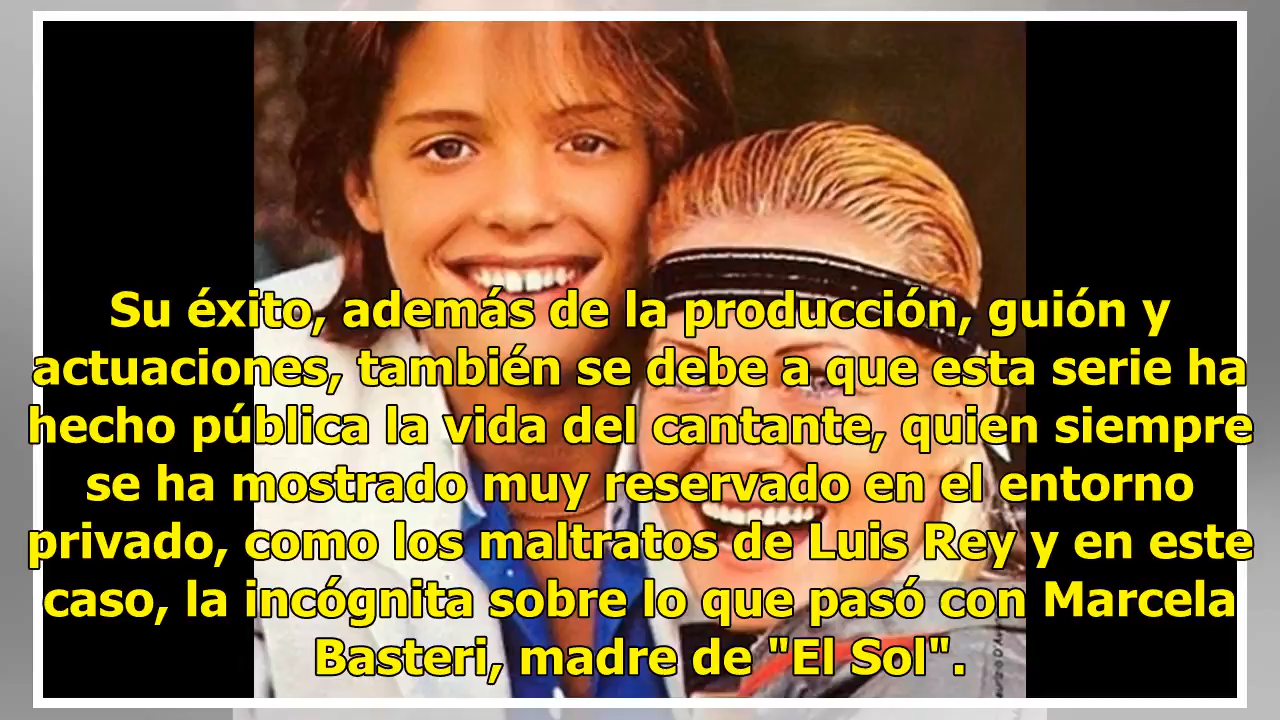 Su éxito, además de la producción, guión y
actuaciones, también se debe a que esta serie ha
hecho pública la vida del cantante, quien siempre
se ha mostrado muy reservado en el entorno
privado, como los maltratos de Luis Rey y en este
caso, la incógnita sobre lo que pasó con Marcela
Basteri, madre de "El Sol".